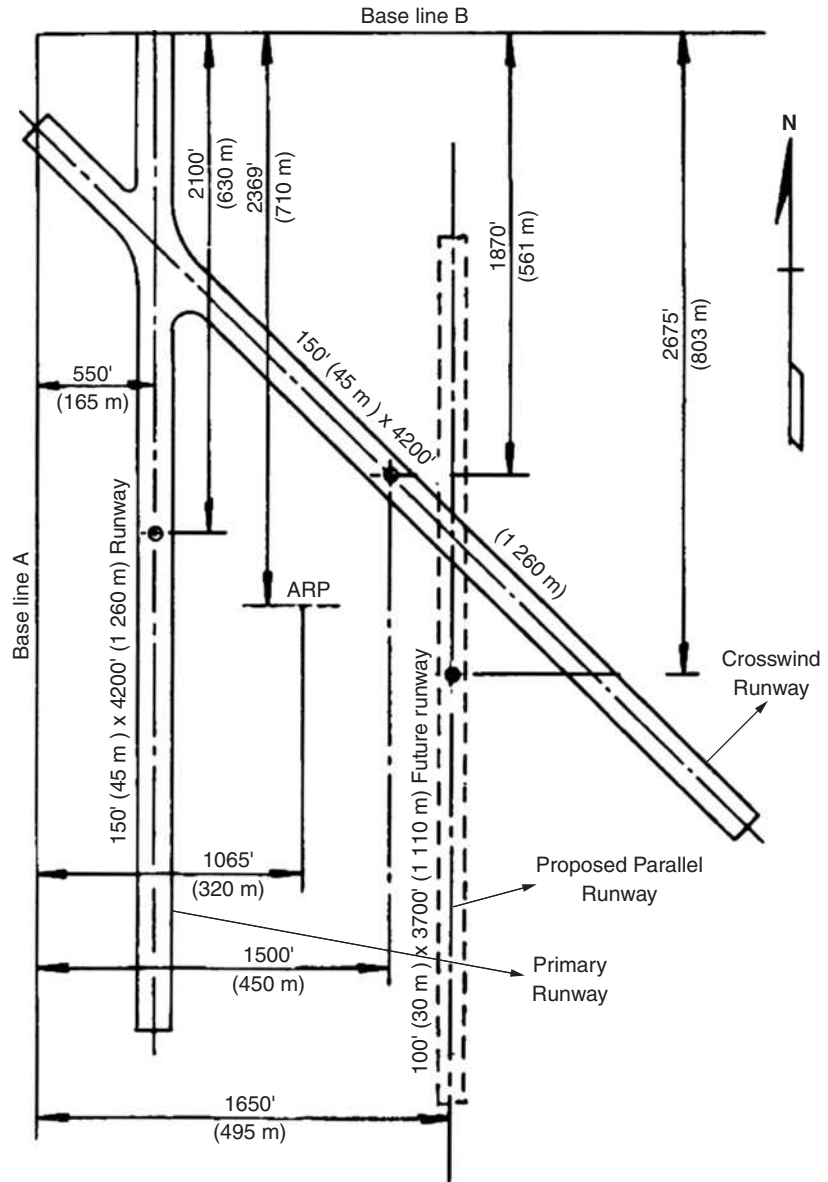 Base line B
N
2100'
(630 m)
2369'
(710 m)
1870'
(561 m)
2675'
(803 m)
550'
(165 m)
150' (45 m ) x 4200'
(1 260 m)
Base line A
150' (45 m ) x 4200' (1 260 m) Runway
ARP
Crosswind
Runway
100' (30 m ) x 3700' (1 110 m) Future runway
1065'
(320 m)
Proposed Parallel
Runway
1500'
(450 m)
Primary
Runway
1650'
(495 m)